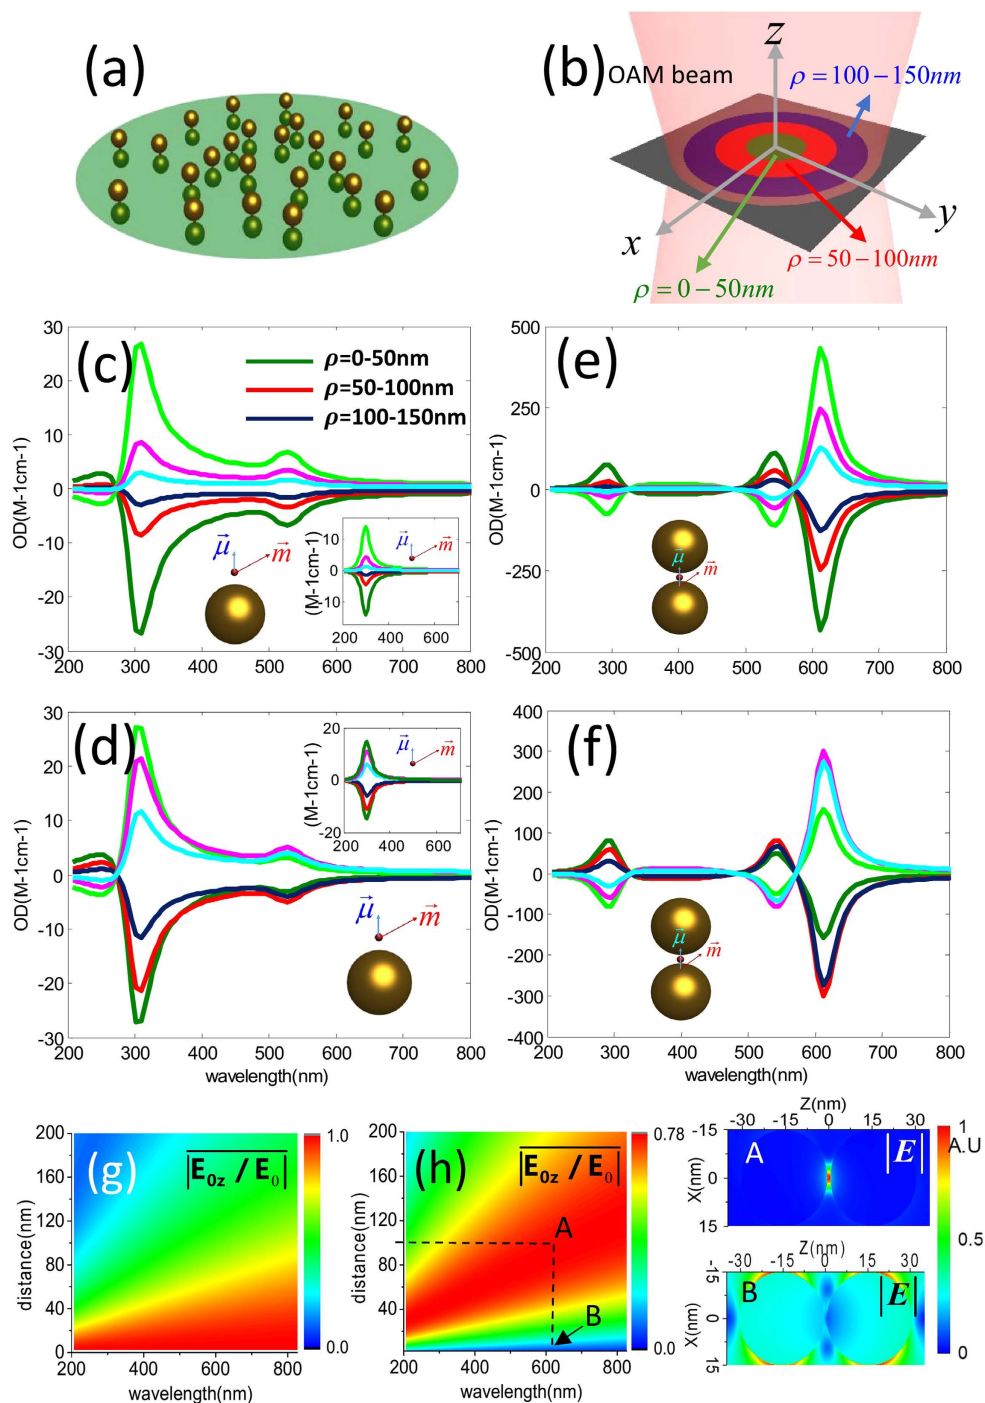 (a)
(b)
OAM beam
z
ρ = 100 − 150nm
x
y
ρ = 50 − 100nm
ρ = 0 − 50nm
(c)
ρ=0-50nm
ρ=50-100nm
ρ=100-150nm
OD(M-1cm-1)
30
20
10
0
-10
-20
-30
200 300 400 500 600 700 800
μ⃗
m⃗
(M-1cm-1)
10
0
-10
200 400 600
μ⃗
m⃗
(e)
OD(M-1cm-1)
500
250
0
-250
-500
200 300 400 500 600 700 800
μ⃗
m⃗
(d)
OD(M-1cm-1)
30
20
10
0
-10
-20
-30
200 300 400 500 600 700 800
wavelength(nm)
(M-1cm-1)
20
0
-20
μ⃗
m⃗
μ⃗
m⃗
(f)
OD(M-1cm-1)
400
300
200
100
0
-100
-200
-300
-400
200 300 400 500 600 700 800
wavelength(nm)
μ⃗
m⃗
(g)
|E0z / E0|
distance(nm)
200
160
120
80
40
0
200 400 600 800
wavelength(nm)
1.0
0.0
(h)
|E0z / E0|
distance(nm)
200
160
120
100
80
40
0
200 400 600 800
wavelength(nm)
A
B
0.78
0.0
Z(nm)
-30 -15 0 15 30
X(nm)
-15
0
15
A
|E|
Z(nm)
-30 -15 0 15 30
X(nm)
-15
0
15
B
|E|
1
A.U
0.5
0